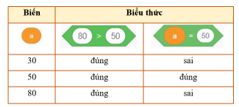 Biến Biểu thức
a 80 > 50 a = 50
30 đúng sai
50 đúng đúng
80 đúng sai